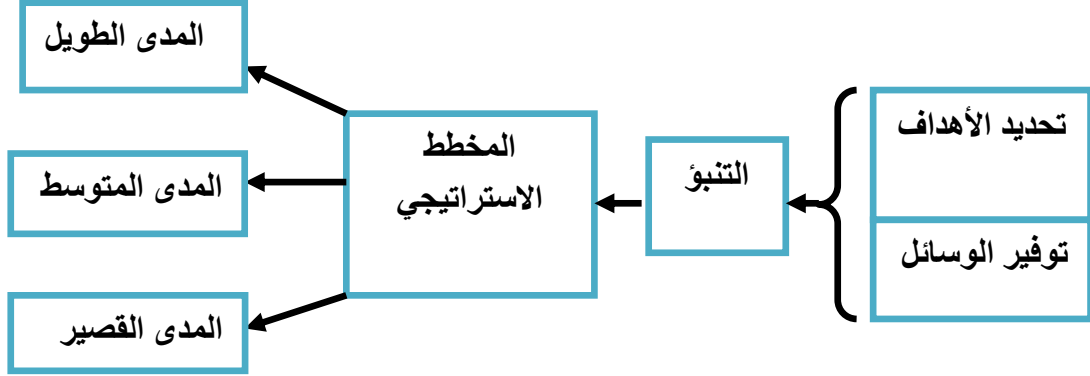 تحديد الأهداف
توفير الوسائل
التنبؤ
المخطط
الاستراتيجي
المدى الطويل
المدى المتوسط
المدى القصير